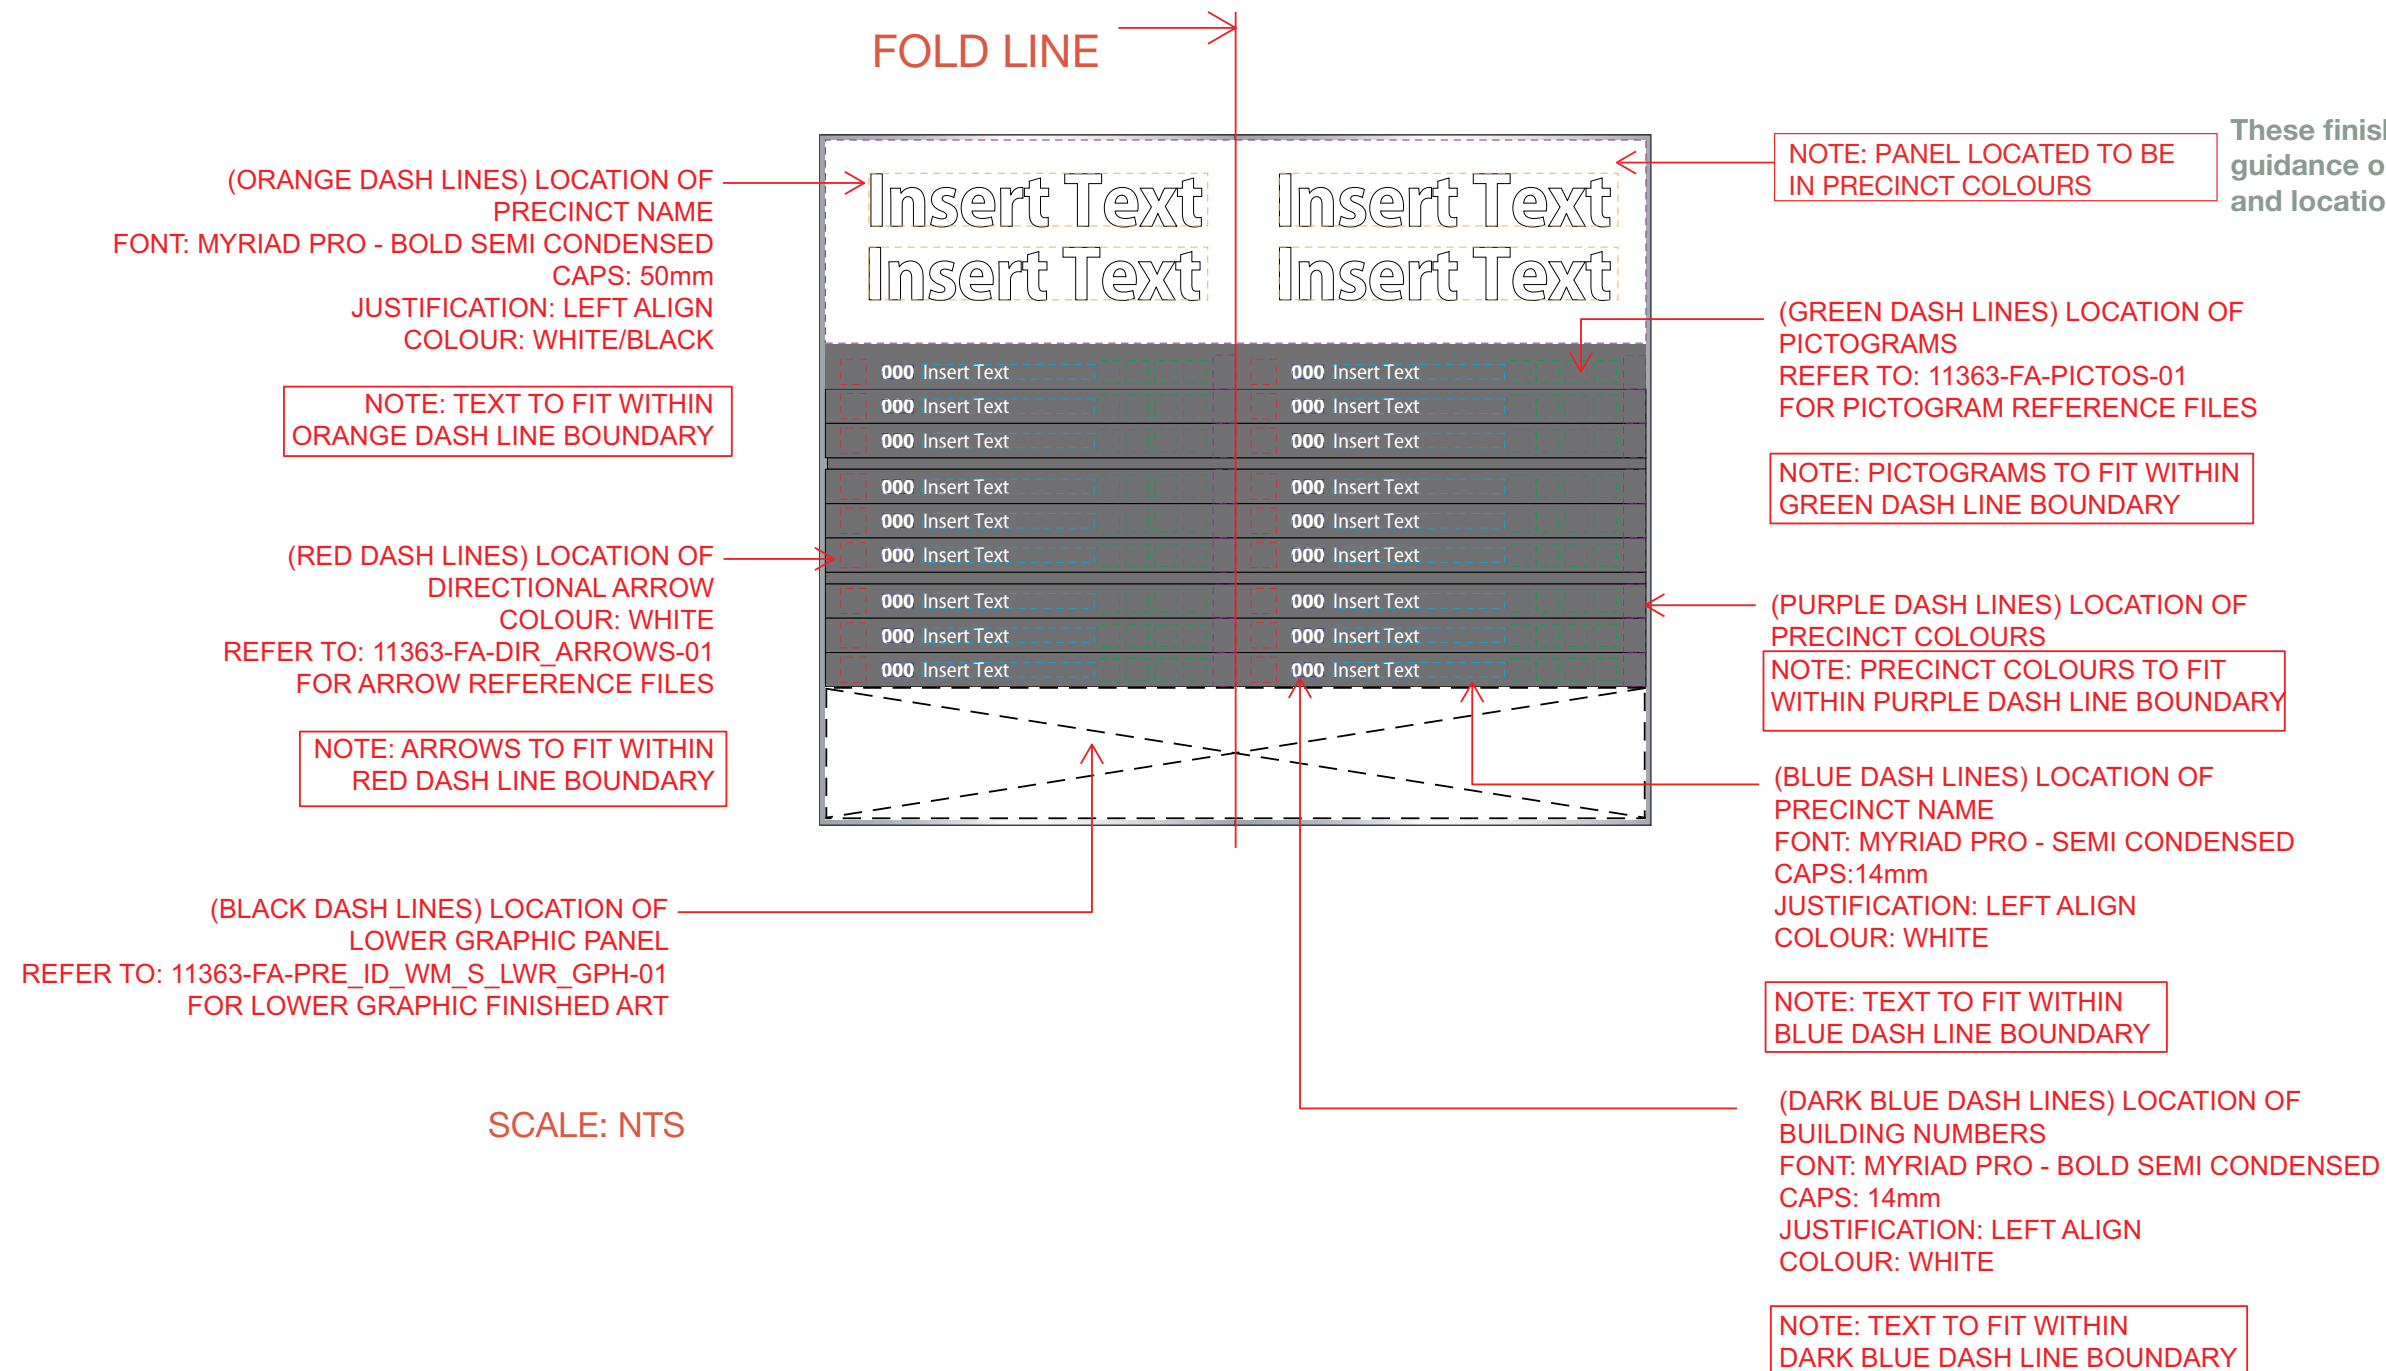 FOLD LINE
(ORANGE DASH LINES) LOCATION OF
PRECINCT NAME
FONT: MYRIAD PRO - BOLD SEMI CONDENSED
CAPS: 50mm
JUSTIFICATION: LEFT ALIGN
COLOUR: WHITE/BLACK
NOTE: TEXT TO FIT WITHIN
ORANGE DASH LINE BOUNDARY
(RED DASH LINES) LOCATION OF
DIRECTIONAL ARROW
COLOUR: WHITE
REFER TO: 11363-FA-DIR_ARROWS-01
FOR ARROW REFERENCE FILES
NOTE: ARROWS TO FIT WITHIN
RED DASH LINE BOUNDARY
(BLACK DASH LINES) LOCATION OF
LOWER GRAPHIC PANEL
REFER TO: 11363-FA-PRE_ID_WM_S_LWR_GPH-01
FOR LOWER GRAPHIC FINISHED ART
SCALE: NTS
Insert Text Insert Text
Insert Text Insert Text
000 Insert Text 000 Insert Text
000 Insert Text 000 Insert Text
000 Insert Text 000 Insert Text
000 Insert Text 000 Insert Text
000 Insert Text 000 Insert Text
000 Insert Text 000 Insert Text
000 Insert Text 000 Insert Text
000 Insert Text 000 Insert Text
000 Insert Text 000 Insert Text
NOTE: PANEL LOCATED TO BE
IN PRECINCT COLOURS
These
guidance
and
(GREEN DASH LINES) LOCATION OF
PICTOGRAMS
REFER TO: 11363-FA-PICTOS-01
FOR PICTOGRAM REFERENCE FILES
NOTE: PICTOGRAMS TO FIT WITHIN
GREEN DASH LINE BOUNDARY
(PURPLE DASH LINES) LOCATION OF
PRECINCT COLOURS
NOTE: PRECINCT COLOURS TO FIT
WITHIN PURPLE DASH LINE BOUNDARY
(BLUE DASH LINES) LOCATION OF
PRECINCT NAME
FONT: MYRIAD PRO - SEMI CONDENSED
CAPS:14mm
JUSTIFICATION: LEFT ALIGN
COLOUR: WHITE
NOTE: TEXT TO FIT WITHIN
BLUE DASH LINE BOUNDARY
(DARK BLUE DASH LINES) LOCATION OF
BUILDING NUMBERS
FONT: MYRIAD PRO - BOLD SEMI CONDENSED
CAPS: 14mm
JUSTIFICATION: LEFT ALIGN
COLOUR: WHITE
NOTE: TEXT TO FIT WITHIN
DARK BLUE DASH LINE BOUNDARY